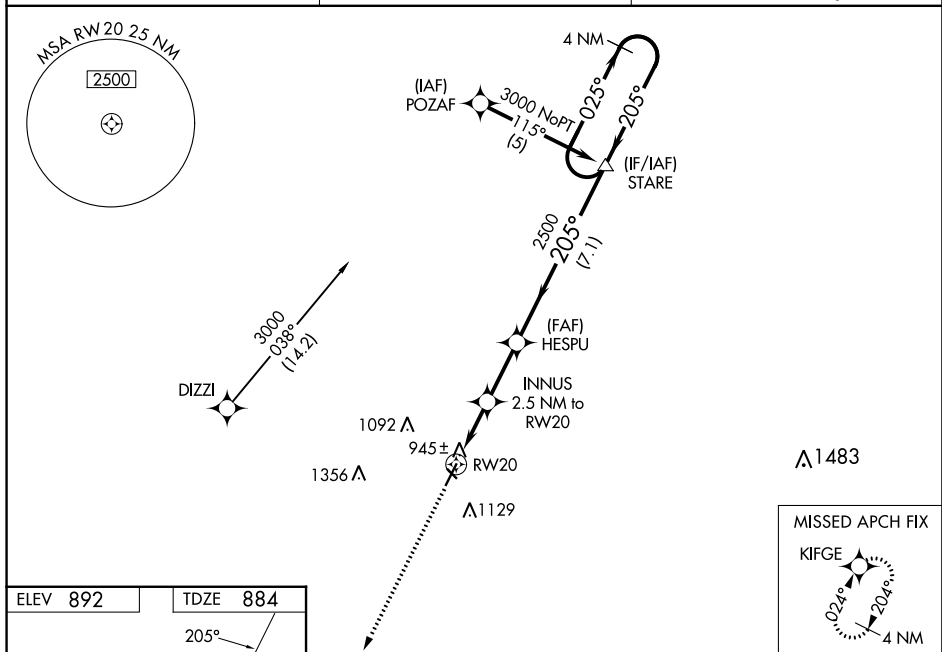 MSA RW20 25 NM
2500
4 NM
(IAF)
POZAF
3000 NoPT
115°
(5)
025°
205°
(IF/IAF)
STARE
2500
205°
(7.1)
(FAF)
HESPU
3000
038°
(14.2)
DIZZI
INNUS
2.5 NM to
RW20
1092
945±
RW20
1356
1483
1129
MISSED APCH FIX
KIFGE
024°
204°
4 NM
ELEV 892
TDZE 884
205°